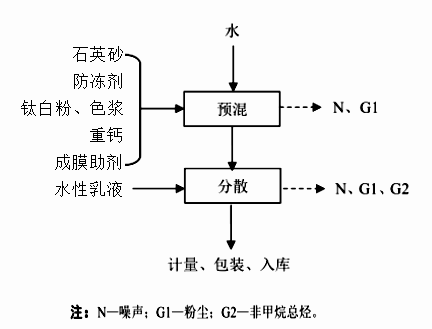 水
石英砂
防冻剂
钛白粉、色浆
重钙
成膜助剂
预混
N、G1
水性乳液
分散
N、G1、G2
计量、包装、入库
注：N—噪声；G1—粉尘；G2—非甲烷总烃。